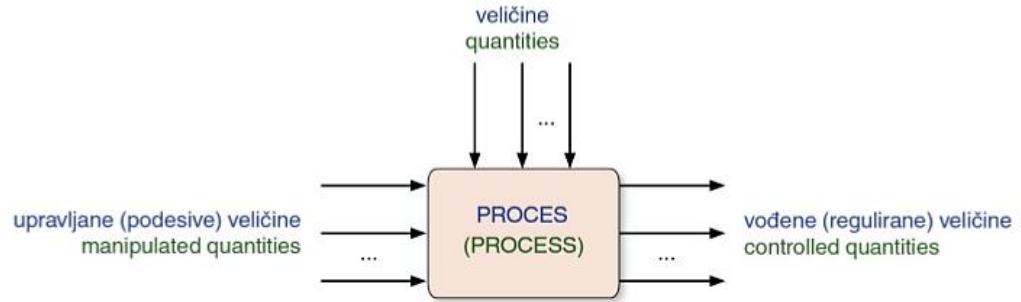 veličine
quantities
...
upravljane (podesive) veličine
manipulated quantities
...
PROCES
(PROCESS)
...
vođene (regulirane) veličine
controlled quantities